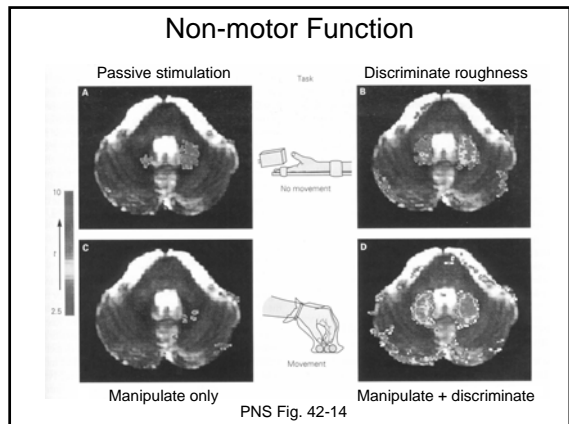 Non-motor Function
Passive stimulation
Task
Discriminate roughness
A
B
No movement
10
t
2.5
C
D
Movement
Manipulate only
Manipulate + discriminate
PNS Fig. 42-14